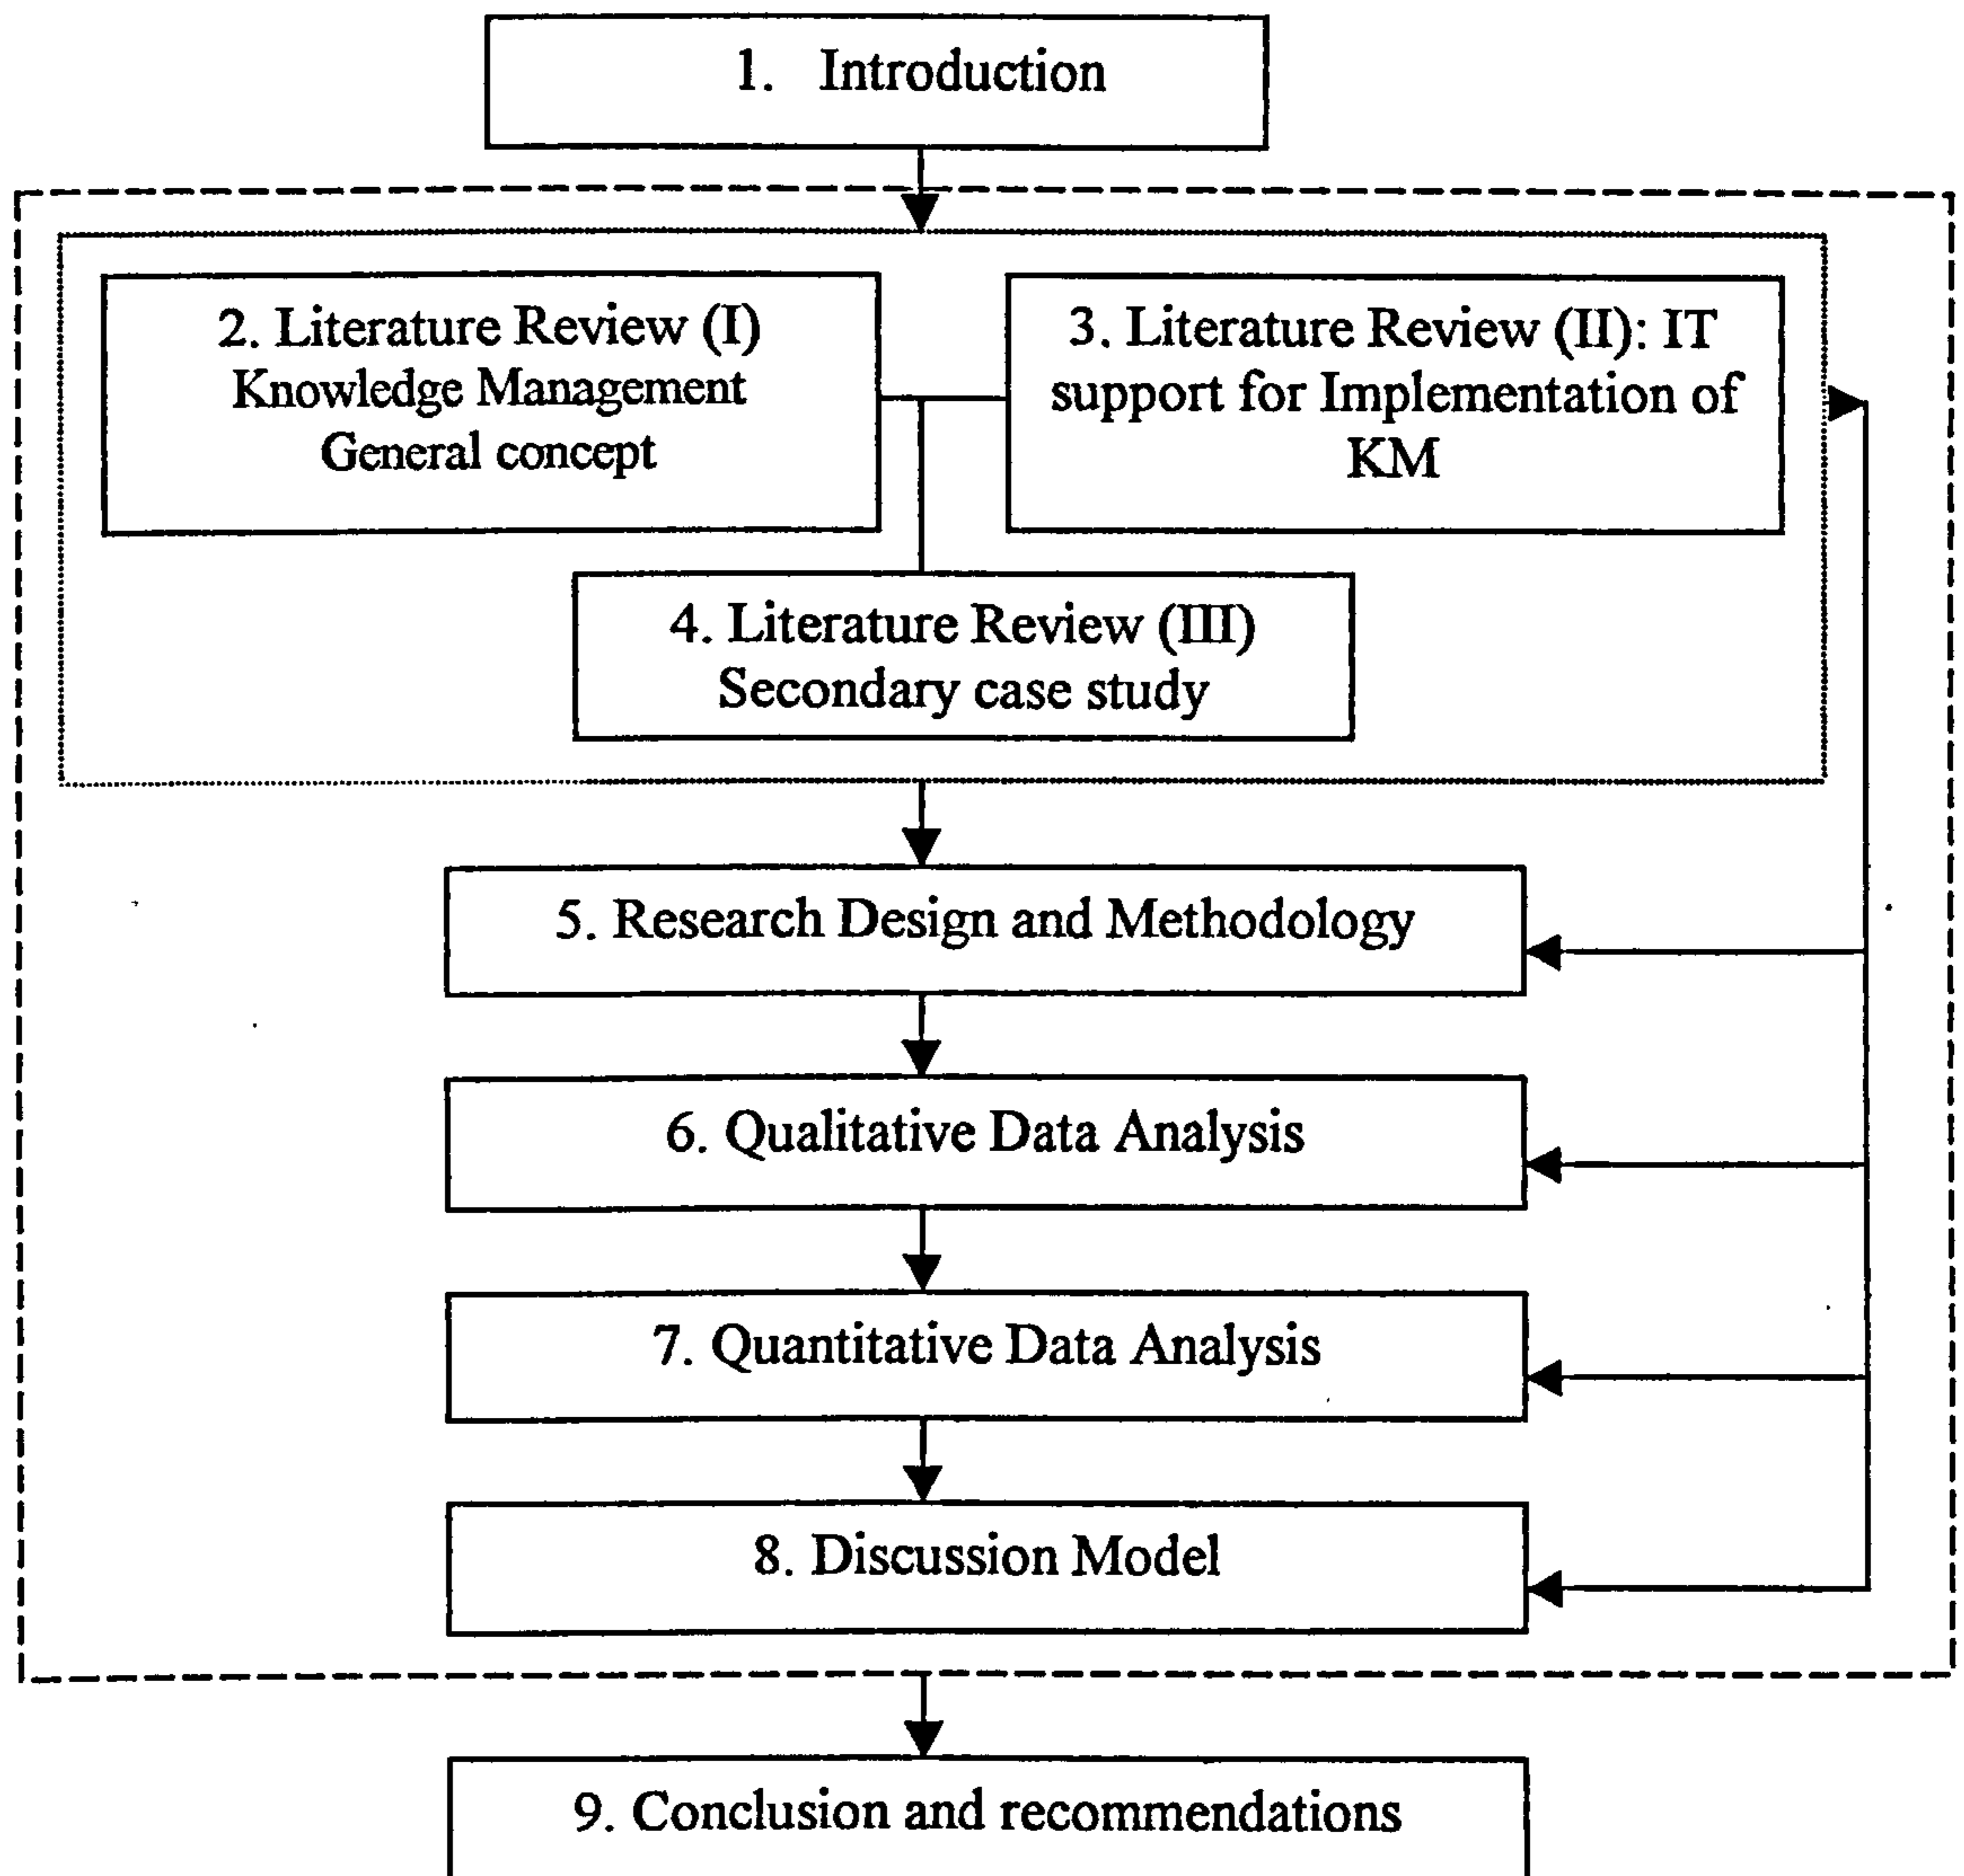 1. Introduction
2. Literature Review (I)
Knowledge Management
General concept
3. Literature Review (II): IT
support for Implementation of
KM
4. Literature Review (III)
Secondary case study
5. Research Design and Methodology
6. Qualitative Data Analysis
7. Quantitative Data Analysis
8. Discussion Model
9. Conclusion and recommendations